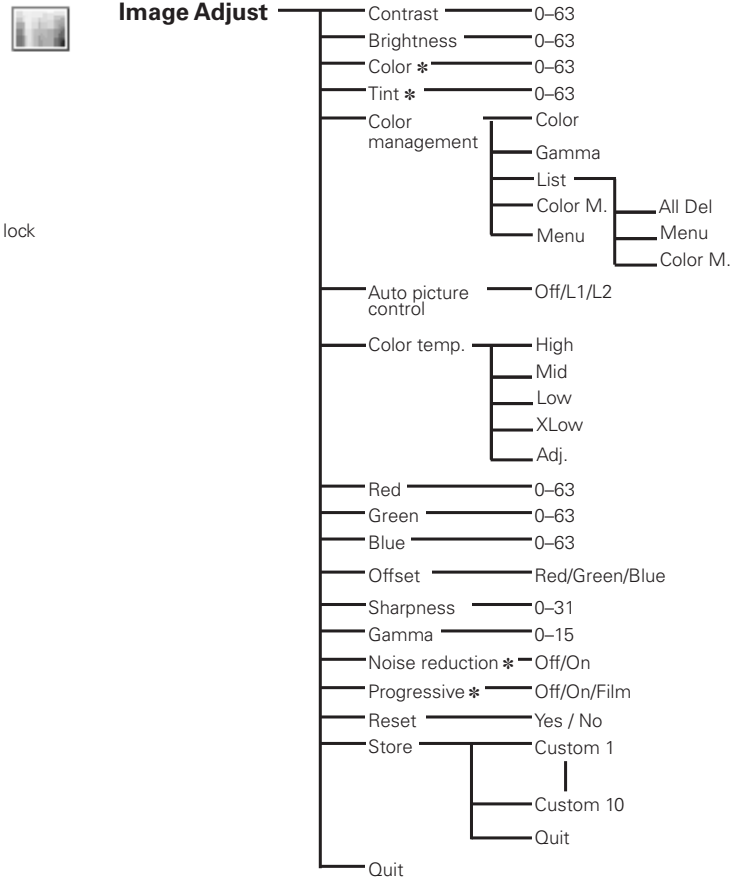 Image Adjust
Contrast 0–63
Brightness 0–63
Color ✻ 0–63
Tint ✻ 0–63
Color Color
management
Gamma
List
Color M. All Del
lock
Menu Menu
Color M.
Auto picture Off/L1/L2
control
Color temp. High
Mid
Low
XLow
Adj.
Red 0–63
Green 0–63
Blue 0–63
Offset Red/Green/Blue
Sharpness 0–31
Gamma 0–15
Noise reduction ✻ Off/On
Progressive ✻ Off/On/Film
Reset Yes / No
Store Custom 1
Custom 10
Quit
Quit